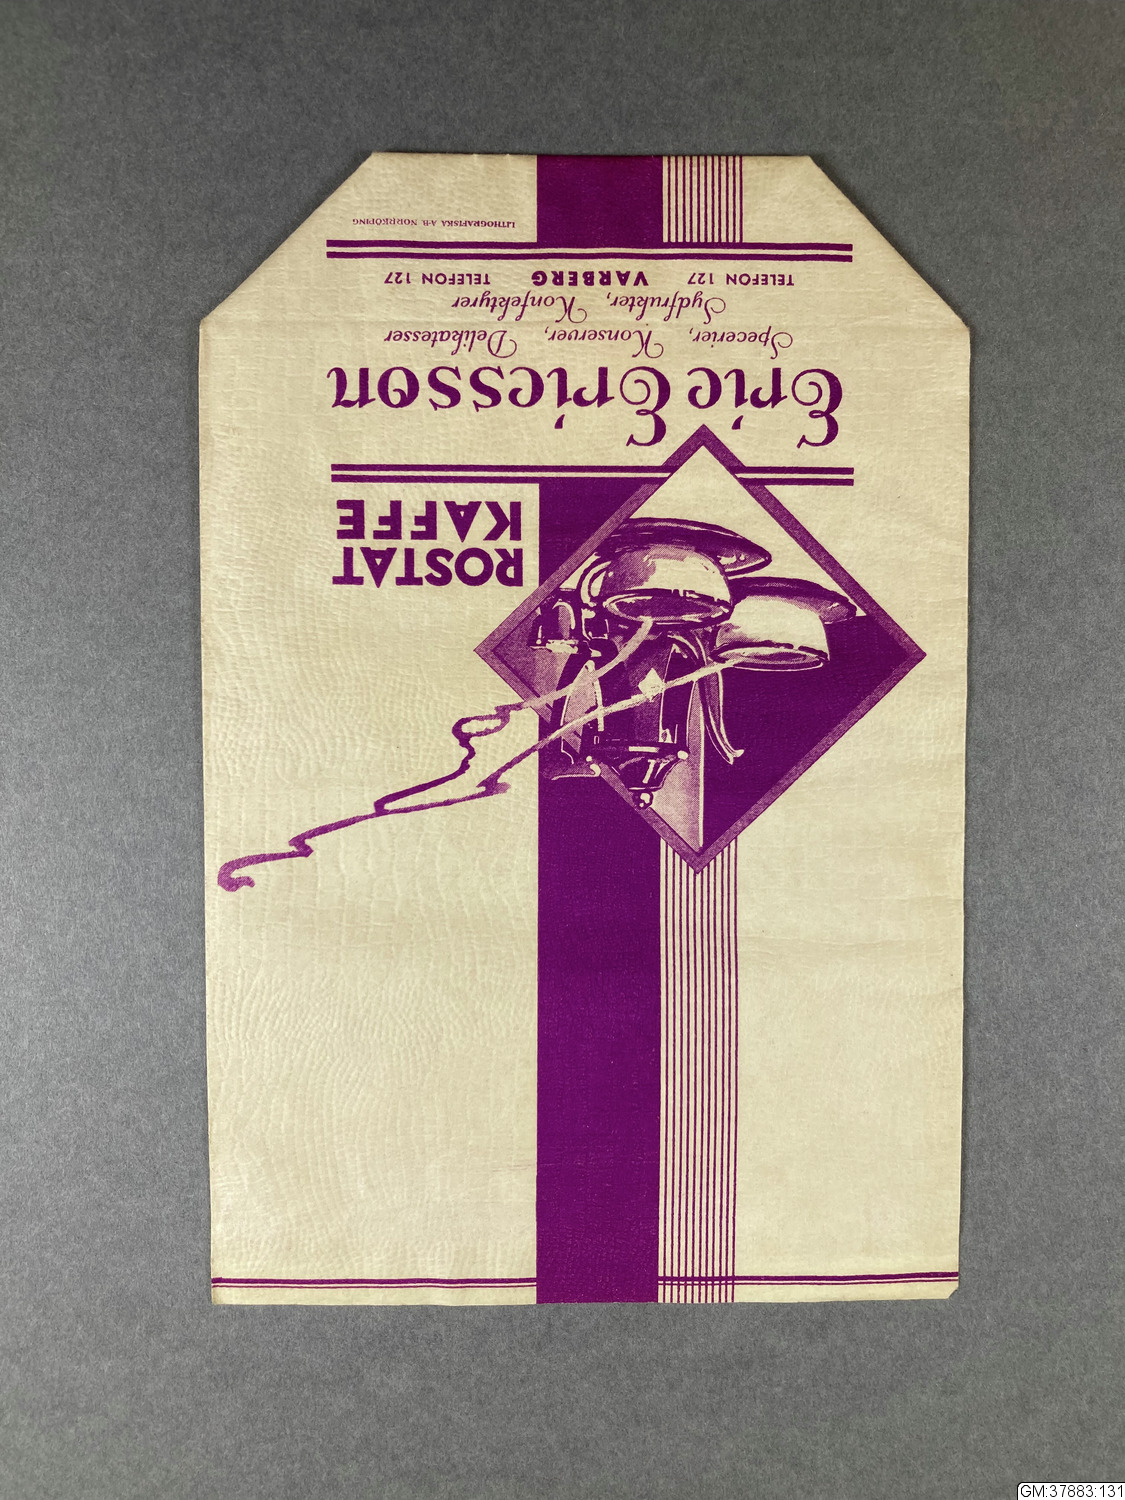 ROSTAT
KAFFE
Eric Ericsson
Specerier, Konserver, Delikatesser
Sydfrukter, Konfektyrer
TELEFON 127 VARBERG TELEFON 127
LITHOGRAFISKA A-B. NORRKÖPING
GM:37883:131